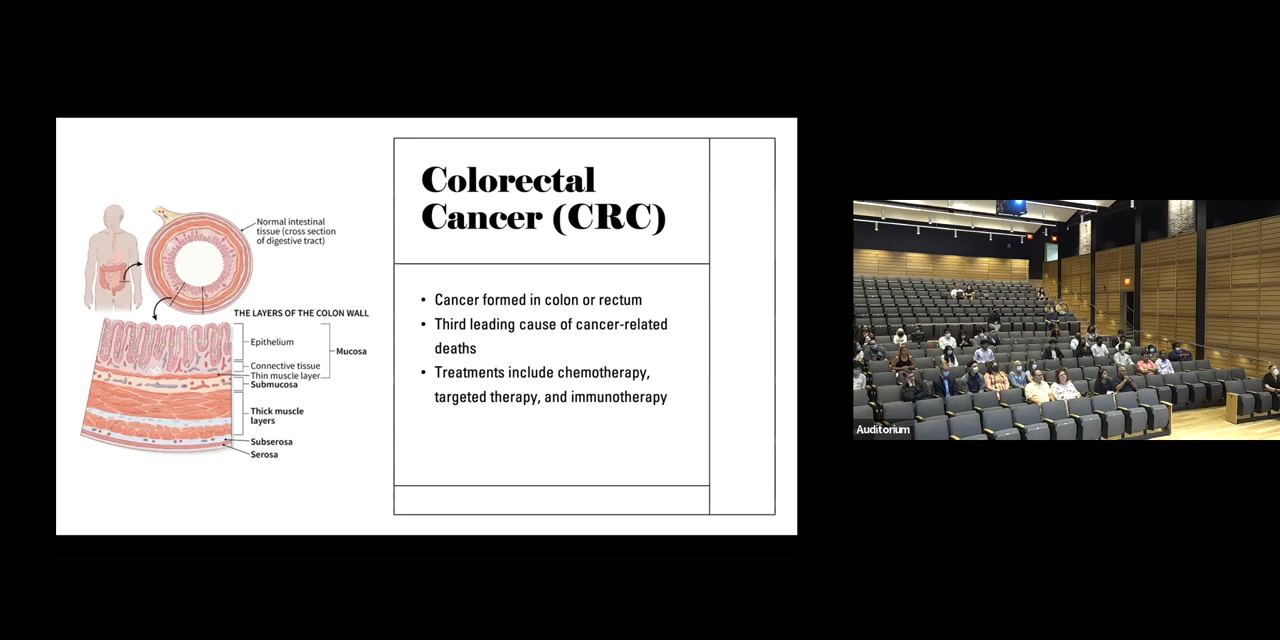 Colorectal
Cancer (CRC)
• Cancer formed in colon or rectum
• Third leading cause of cancer-related
deaths
• Treatments include chemotherapy,
targeted therapy, and immunotherapy
Normal intestinal
tissue (cross section
of digestive tract)
THE LAYERS OF THE COLON WALL
Epithelium
Mucosa
Connective tissue
Thin muscle layer
Submucosa
Thick muscle
layers
Subserosa
Serosa
Auditorium